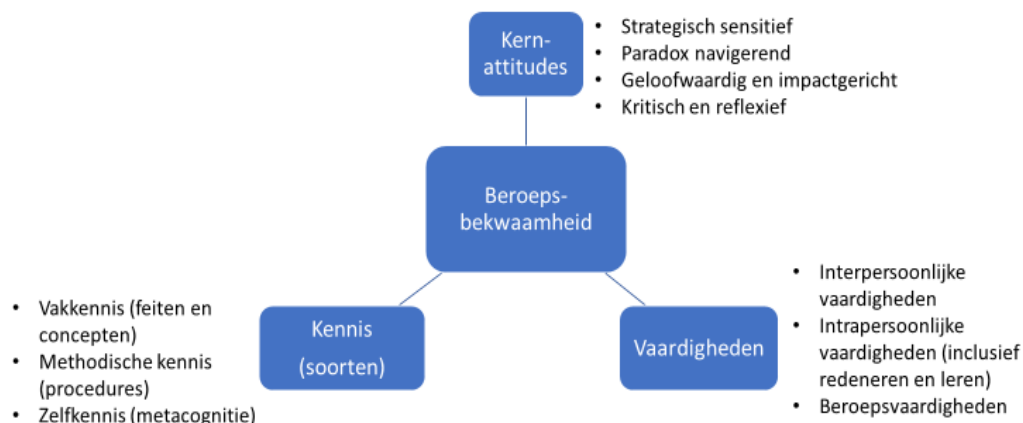 Kern-
attitudes
• Strategisch sensitief
• Paradox navigerend
• Geloofwaardig en impactgericht
• Kritisch en reflexief
Beroeps-
bekwaamheid
• Vakkennis (feiten en
concepten)
• Methodische kennis
(procedures)
• Zelfkennis (metacognitie)
Kennis
(soorten)
Vaardigheden
• Interpersoonlijke
vaardigheden
• Intrapersoonlijke
vaardigheden (inclusief
redeneren en leren)
• Beroepsvaardigheden